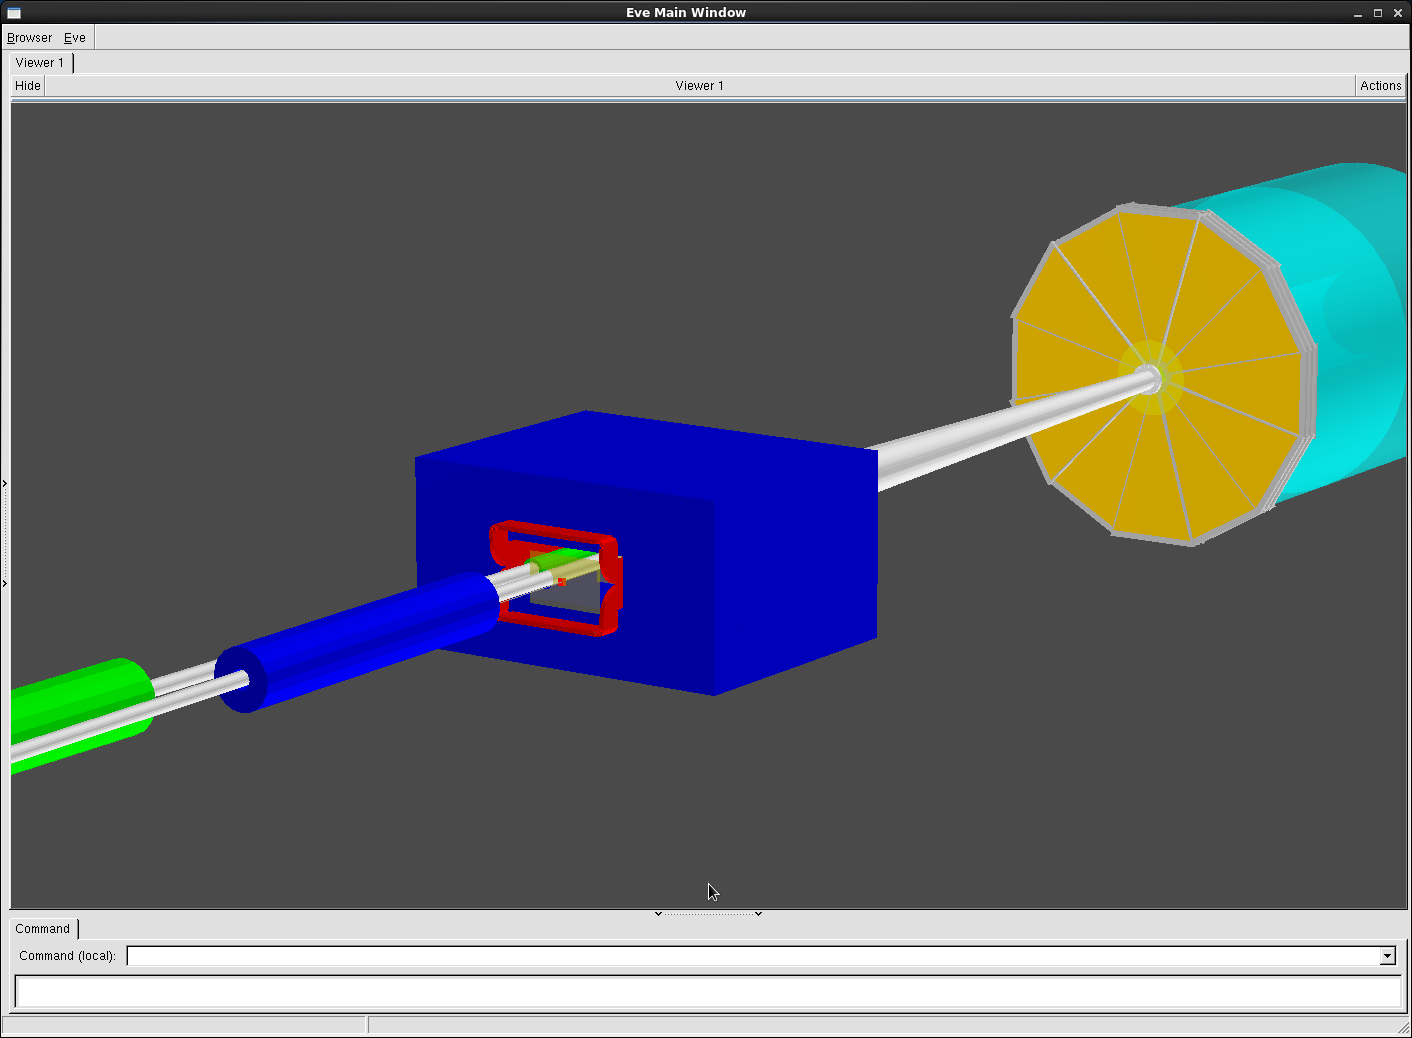 Eve Main Window
Browser Eve
Viewer 1
Hide Viewer 1 Actions
Command
Command (local):